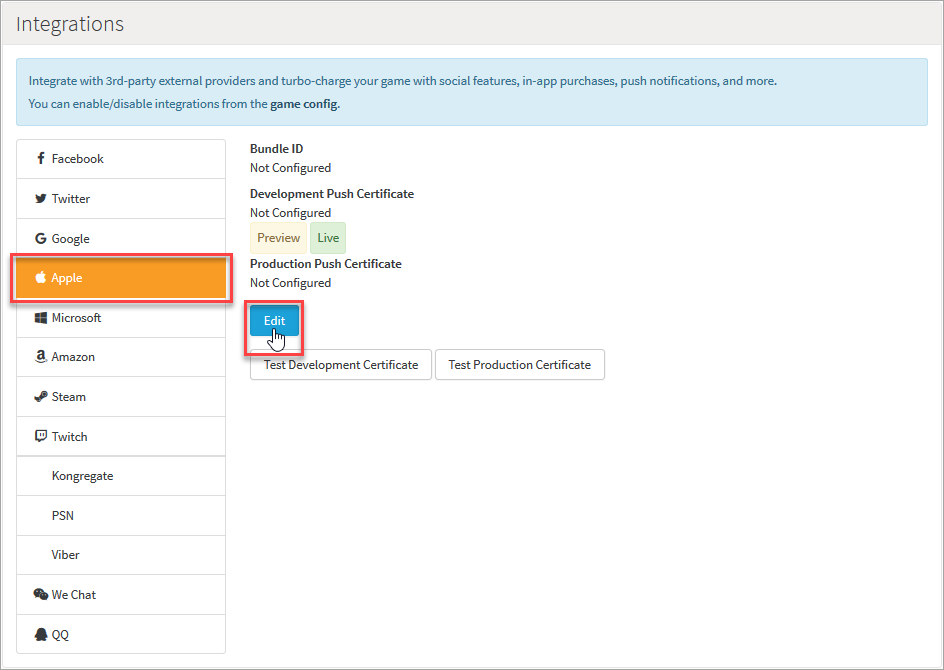 Integrations
Integrate with 3rd-party external providers and turbo-charge your game with social features, in-app purchases, push notifications, and more.
You can enable/disable integrations from the game config.
Facebook
Twitter
Google
Apple
Microsoft
Amazon
Steam
Twitch
Kongregate
PSN
Viber
We Chat
QQ
Bundle ID
Not Configured
Development Push Certificate
Not Configured
Preview Live
Production Push Certificate
Not Configured
Edit
Test Development Certificate Test Production Certificate